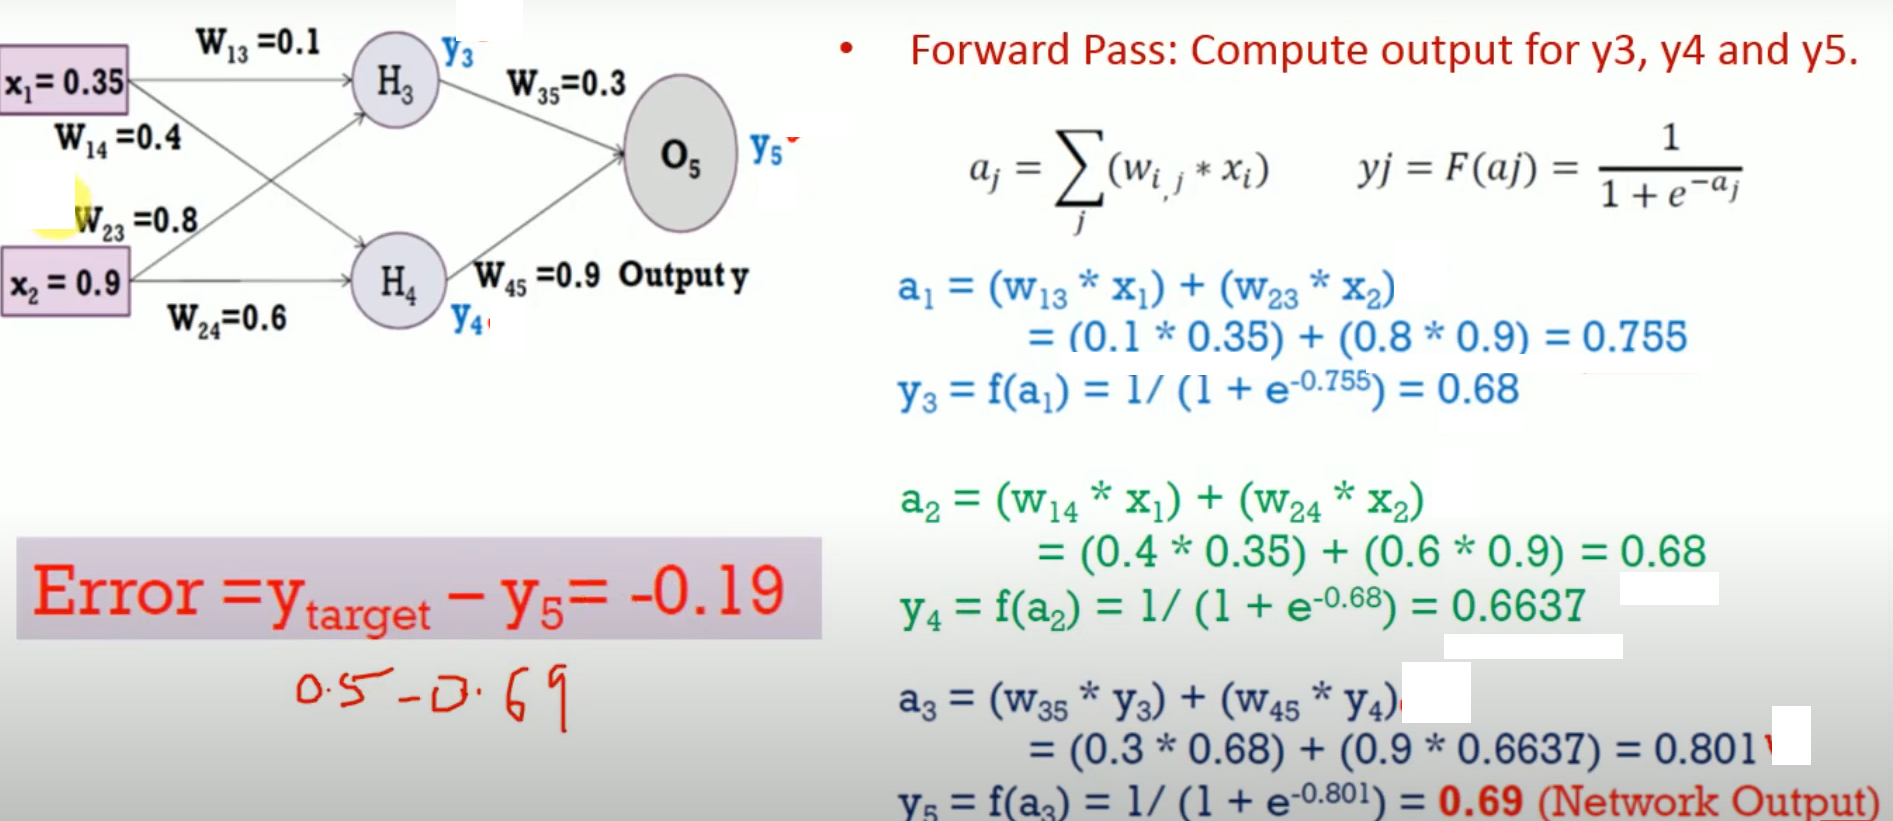 W₁₃ =0.1
y₃
x₁= 0.35
H₃
W₃₅=0.3
W₁₄ =0.4
O₅
y₅
W₂₃ =0.8
x₂ = 0.9
H₄
W₄₅ =0.9 Output y
W₂₄=0.6
y₄
Error =y_target – y₅= -0.19
0.5-0.69
• Forward Pass: Compute output for y3, y4 and y5.
aⱼ = ∑ⱼ(wᵢ,ⱼ * xᵢ) yj = F(aj) = 1 / (1 + e^(−aⱼ))
a₁ = (w₁₃ * x₁) + (w₂₃ * x₂)
= (0.1 * 0.35) + (0.8 * 0.9) = 0.755
y₃ = f(a₁) = 1/ (1 + e⁻⁰·⁷⁵⁵) = 0.68
a₂ = (w₁₄ * x₁) + (w₂₄ * x₂)
= (0.4 * 0.35) + (0.6 * 0.9) = 0.68
y₄ = f(a₂) = 1/ (1 + e⁻⁰·⁶⁸) = 0.6637
a₃ = (w₃₅ * y₃) + (w₄₅ * y₄)
= (0.3 * 0.68) + (0.9 * 0.6637) = 0.801
y₅ = f(a₃) = 1/ (1 + e⁻⁰·⁸⁰¹) = 0.69 (Network Output)